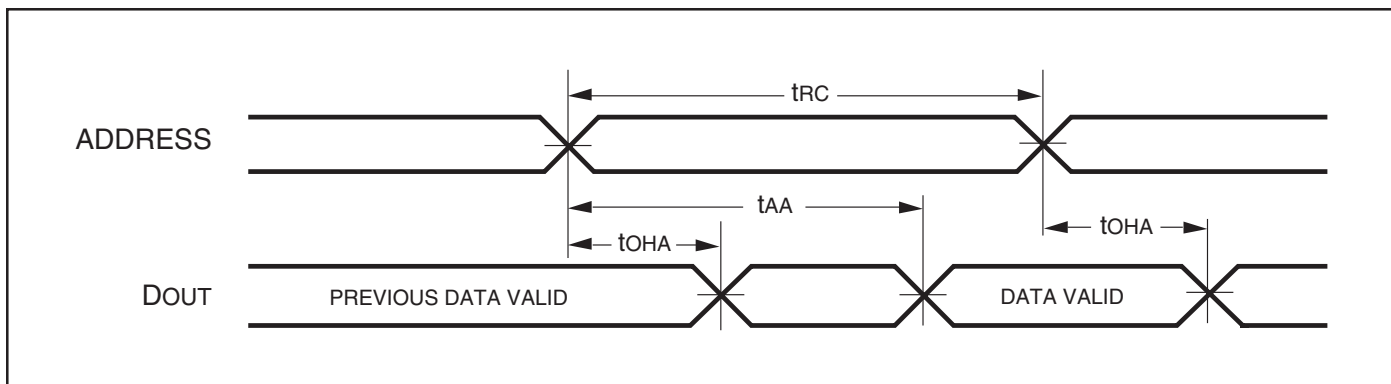 tRC
ADDRESS
tAA
tOHA
tOHA
DOUT
PREVIOUS DATA VALID
DATA VALID